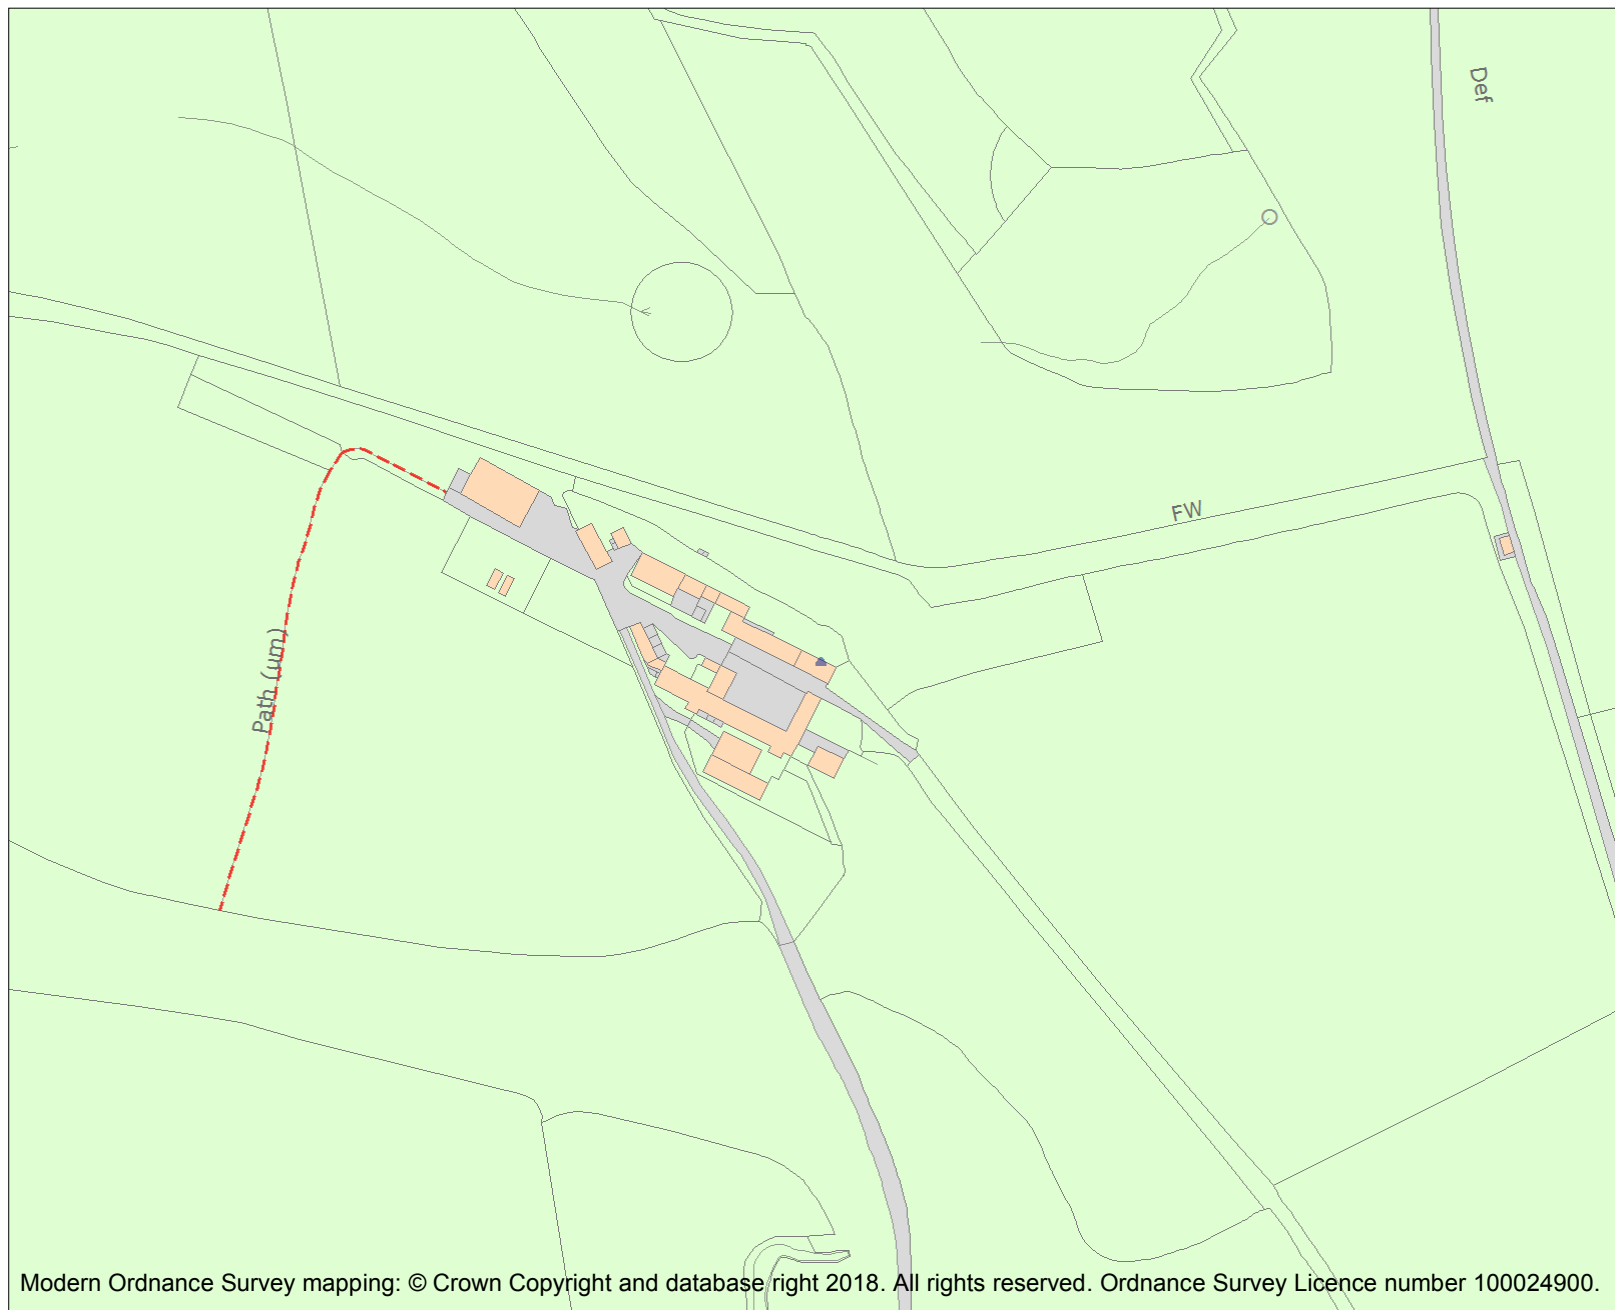 Def
FW
Path (um)
Modern Ordnance Survey mapping: © Crown Copyright and database right 2018. All rights reserved. Ordnance Survey Licence number 100024900.